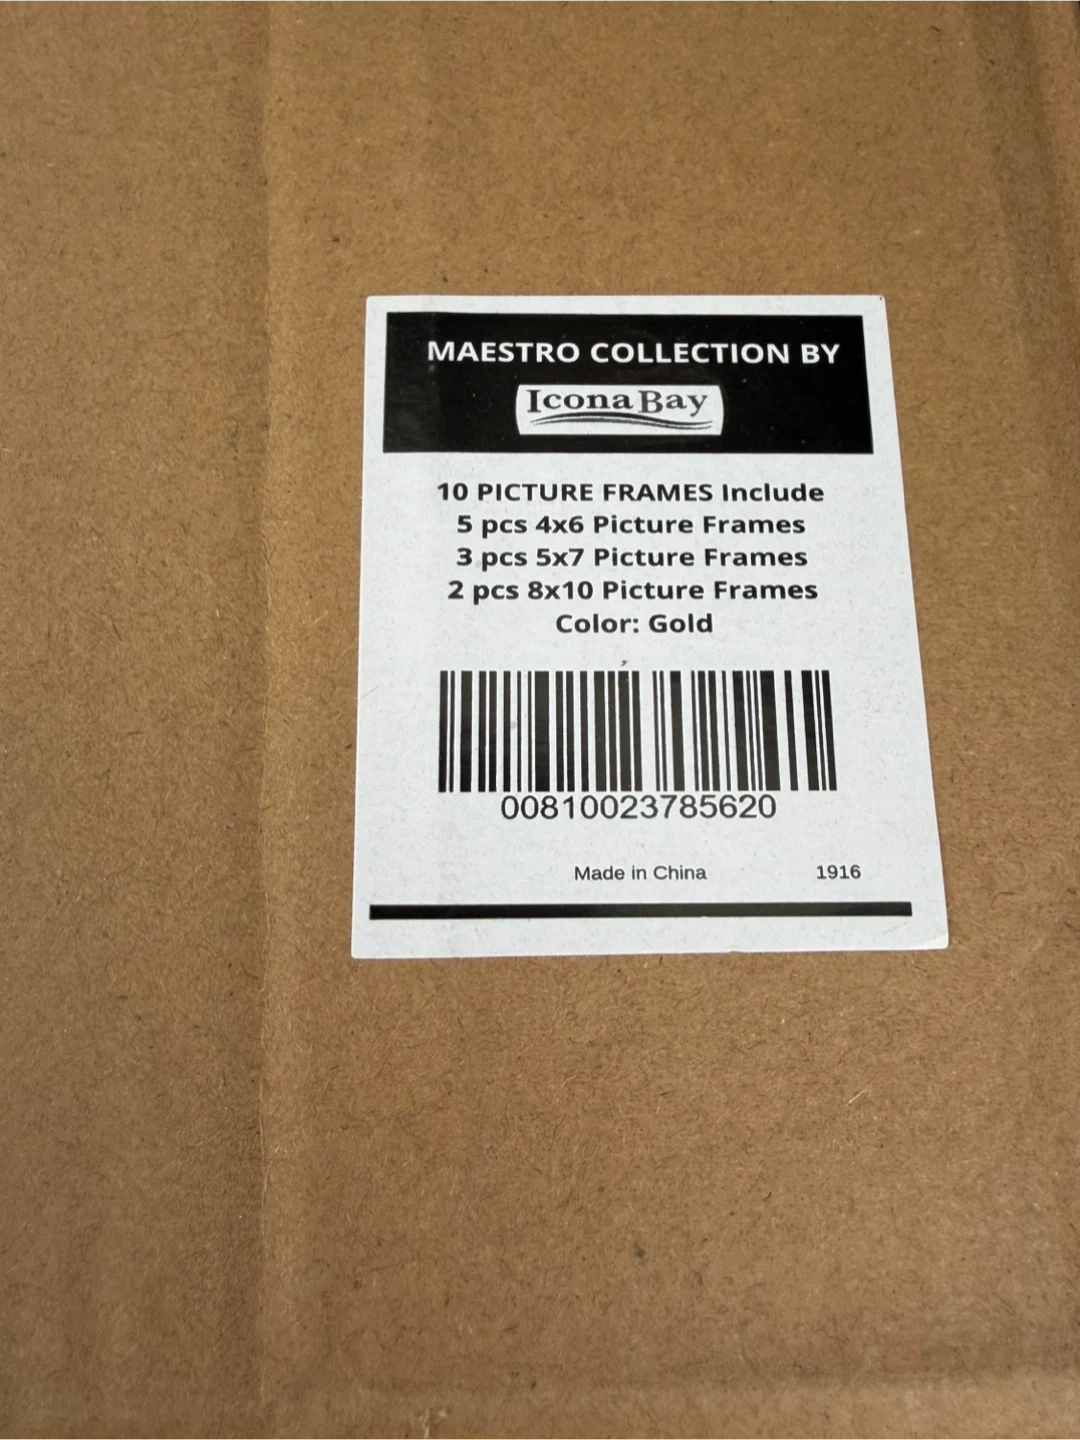 MAESTRO COLLECTION BY
Icona Bay
10 PICTURE FRAMES Include
5 pcs 4x6 Picture Frames
3 pcs 5x7 Picture Frames
2 pcs 8x10 Picture Frames
Color: Gold
00810023785620
Made in China 1916